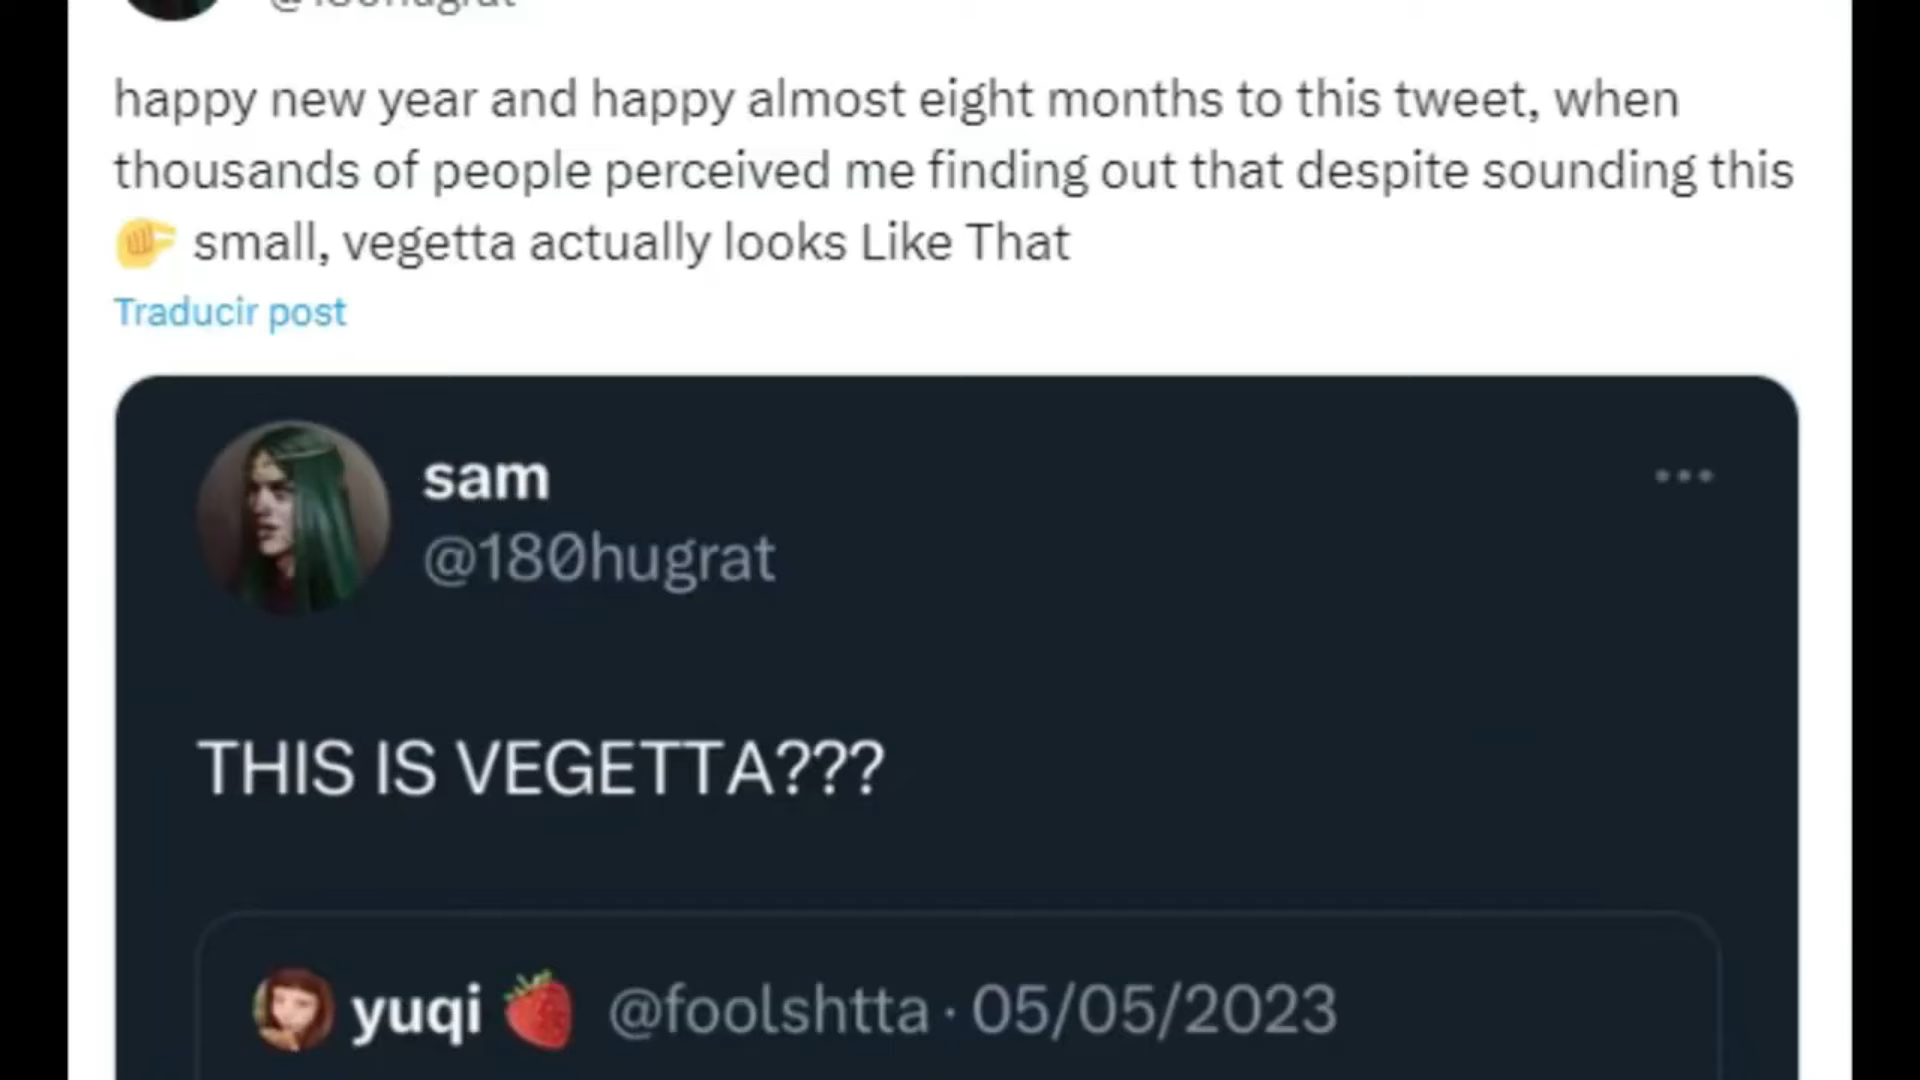 @180hugrat
happy new year and happy almost eight months to this tweet, when
thousands of people perceived me finding out that despite sounding this
🤏 small, vegetta actually looks Like That
Traducir post
sam
@180hugrat
THIS IS VEGETTA???
yuqi 🍓 @foolshtta · 05/05/2023